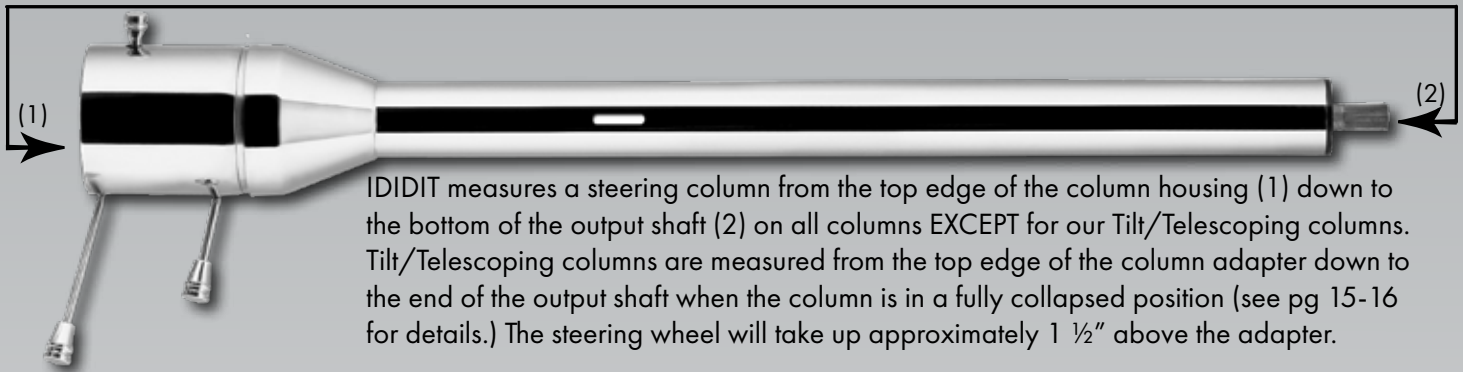 (1)
(2)
IDIDIT measures a steering column from the top edge of the column housing (1) down to
the bottom of the output shaft (2) on all columns EXCEPT for our Tilt/Telescoping columns.
Tilt/Telescoping columns are measured from the top edge of the column adapter down to
the end of the output shaft when the column is in a fully collapsed position (see pg 15-16
for details.) The steering wheel will take up approximately 1 ½” above the adapter.